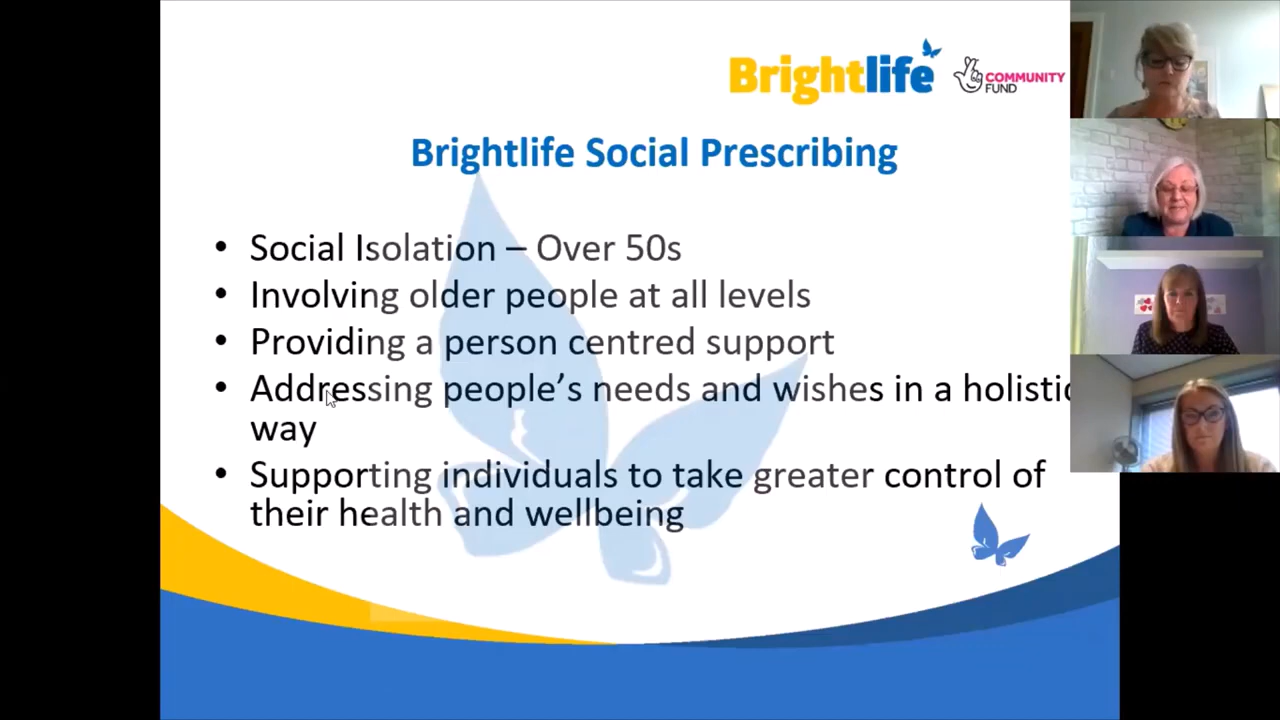 Brightlife
COMMUNITY
FUND
Brightlife Social Prescribing
• Social Isolation – Over 50s
• Involving older people at all levels
• Providing a person centred support
• Addressing people’s needs and wishes in a holistic
way
• Supporting individuals to take greater control of
their health and wellbeing